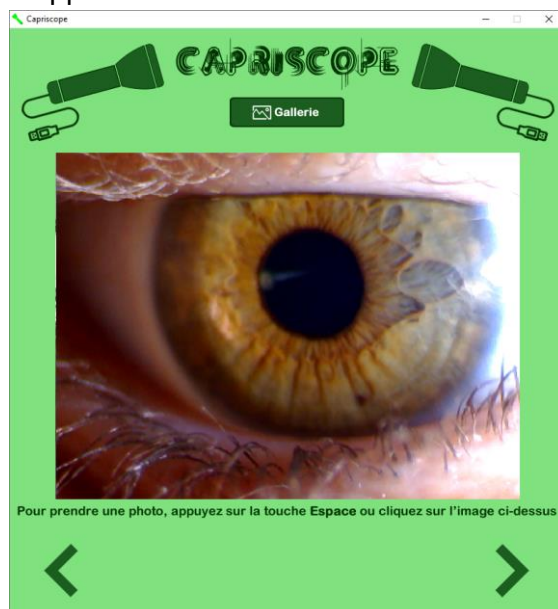 Capriscope
CAPRISCOPE
Gallerie
Pour prendre une photo, appuyez sur la touche Espace ou cliquez sur l'image ci-dessus